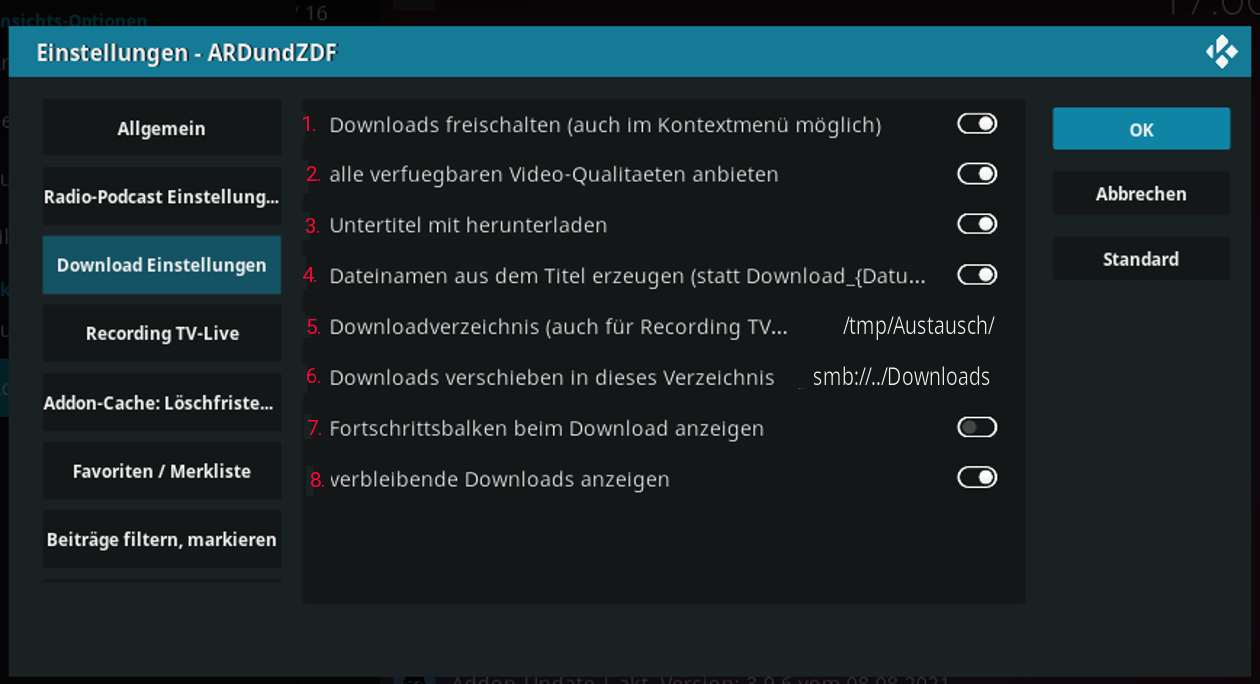 nsichts-Optionen
/ 16
17:00
Einstellungen - ARDundZDF
Allgemein
Radio-Podcast Einstellung...
Download Einstellungen
Recording TV-Live
Addon-Cache: Löschfriste...
Favoriten / Merkliste
Beiträge filtern, markieren
1. Downloads freischalten (auch im Kontextmenü möglich)
2. alle verfuegbaren Video-Qualitaeten anbieten
3. Untertitel mit herunterladen
4. Dateinamen aus dem Titel erzeugen (statt Download_{Datu...
5. Downloadverzeichnis (auch für Recording TV... /tmp/Austausch/
6. Downloads verschieben in dieses Verzeichnis smb://../Downloads
7. Fortschrittsbalken beim Download anzeigen
8. verbleibende Downloads anzeigen
OK
Abbrechen
Standard
Addon-Update | akt. Version: 3.9.6 vom 08.08.2021